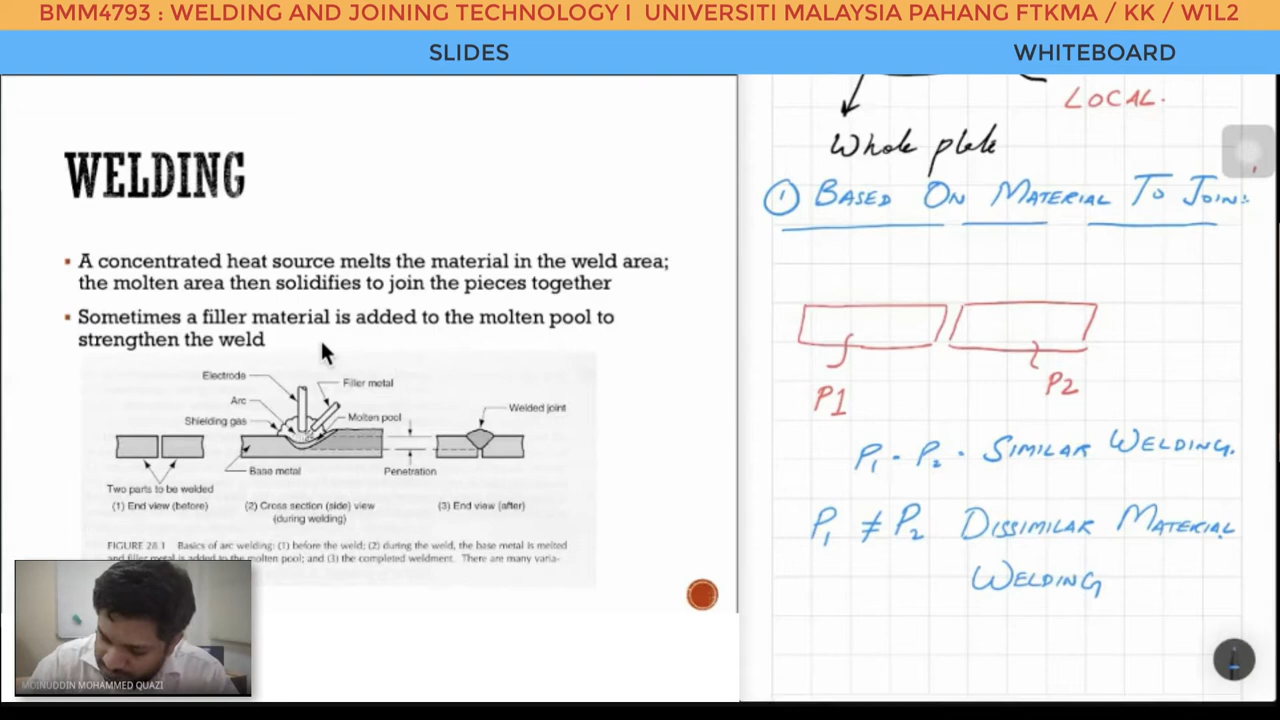 BMM4793 : WELDING AND JOINING TECHNOLOGY I UNIVERSITI MALAYSIA PAHANG FTKMA / KK / W1L2
SLIDES
WHITEBOARD
WELDING
▪ A concentrated heat source melts the material in the weld area;
the molten area then solidifies to join the pieces together
▪ Sometimes a filler material is added to the molten pool to
strengthen the weld
Electrode
Filler metal
Arc
Molten pool
Shielding gas
Welded joint
Base metal
Penetration
Two parts to be welded
(1) End view (before)
(2) Cross section (side) view
(during welding)
(3) End view (after)
FIGURE 28.1 Basics of arc welding: (1) before the weld; (2) during the weld, the base metal is melted
and filler metal is added to the molten pool; and (3) the completed weldment. There are many varia-
MOINUDDIN MOHAMMED QUAZI
LOCAL.
Whole plate
① BASED ON MATERIAL TO JOIN:
P1
P2
P1 - P2 - SIMILAR WELDING.
P1 ≠ P2 DISSIMILAR MATERIAL
WELDING